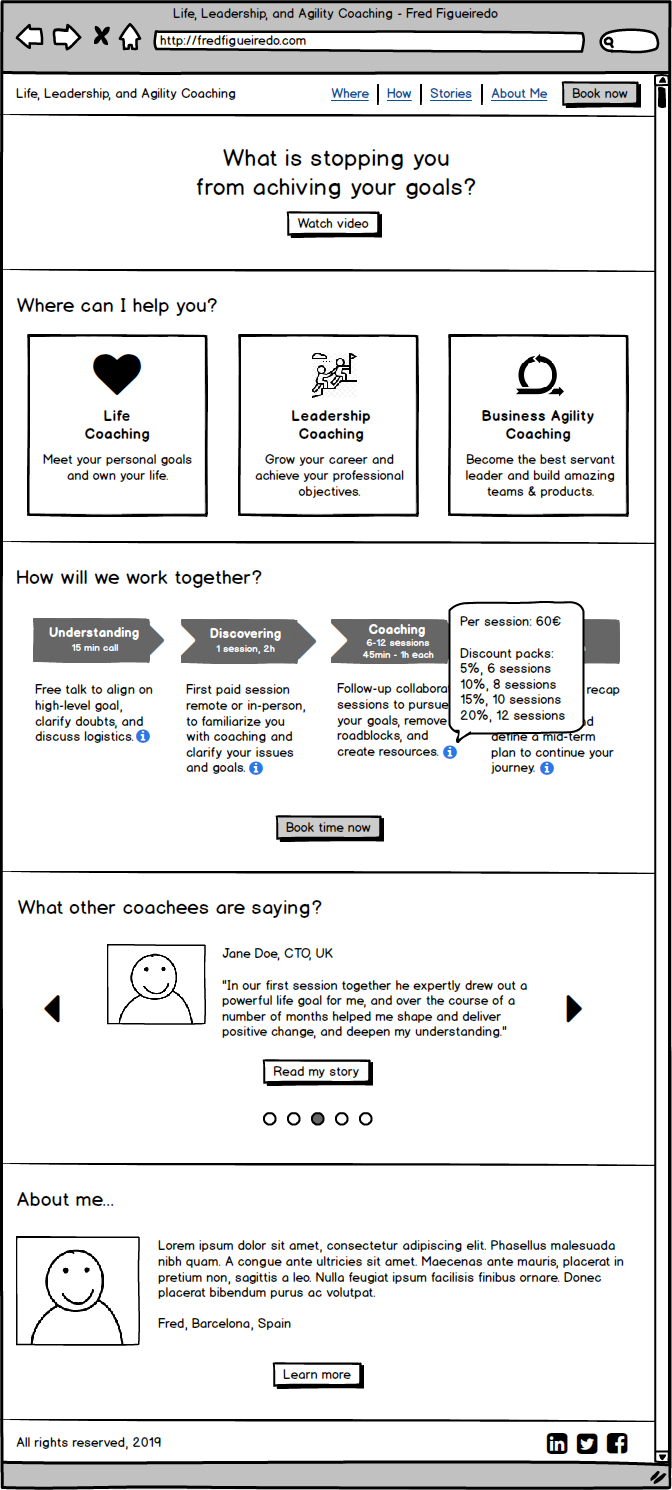 Life, Leadership, and Agility Coaching - Fred Figueiredo
http://fredfigueiredo.com
Life, Leadership, and Agility Coaching
Where
How
Stories
About Me
Book now
What is stopping you
from achiving your goals?
Watch video
Where can I help you?
Life
Coaching
Meet your personal goals
and own your life.
Leadership
Coaching
Grow your career and
achieve your professional
objectives.
Business Agility
Coaching
Become the best servant
leader and build amazing
teams & products.
How will we work together?
Understanding
15 min call
Free talk to align on
high-level goal,
clarify doubts, and
discuss logistics.
Discovering
1 session, 2h
First paid session
remote or in-person,
to familiarize you
with coaching and
clarify your issues
and goals.
Coaching
6-12 sessions
45min - 1h each
Follow-up
sessions to pursue
your goals, remove
roadblocks, and
create resources.
Per session: 60€
Discount packs:
5%, 6 sessions
10%, 8 sessions
15%, 10 sessions
20%, 12 sessions
recap
define a mid-term
plan to continue your
journey.
Book time now
What other coachees are saying?
Jane Doe, CTO, UK
"In our first session together he expertly drew out a
powerful life goal for me, and over the course of a
number of months helped me shape and deliver
positive change, and deepen my understanding."
Read my story
About me...
Lorem ipsum dolor sit amet, consectetur adipiscing elit. Phasellus malesuada
nibh quam. A congue ante ultricies sit amet. Maecenas ante mauris, placerat in
pretium non, sagittis a leo. Nulla feugiat ipsum facilisis finibus ornare. Donec
placerat bibendum purus ac volutpat.
Fred, Barcelona, Spain
Learn more
All rights reserved, 2019